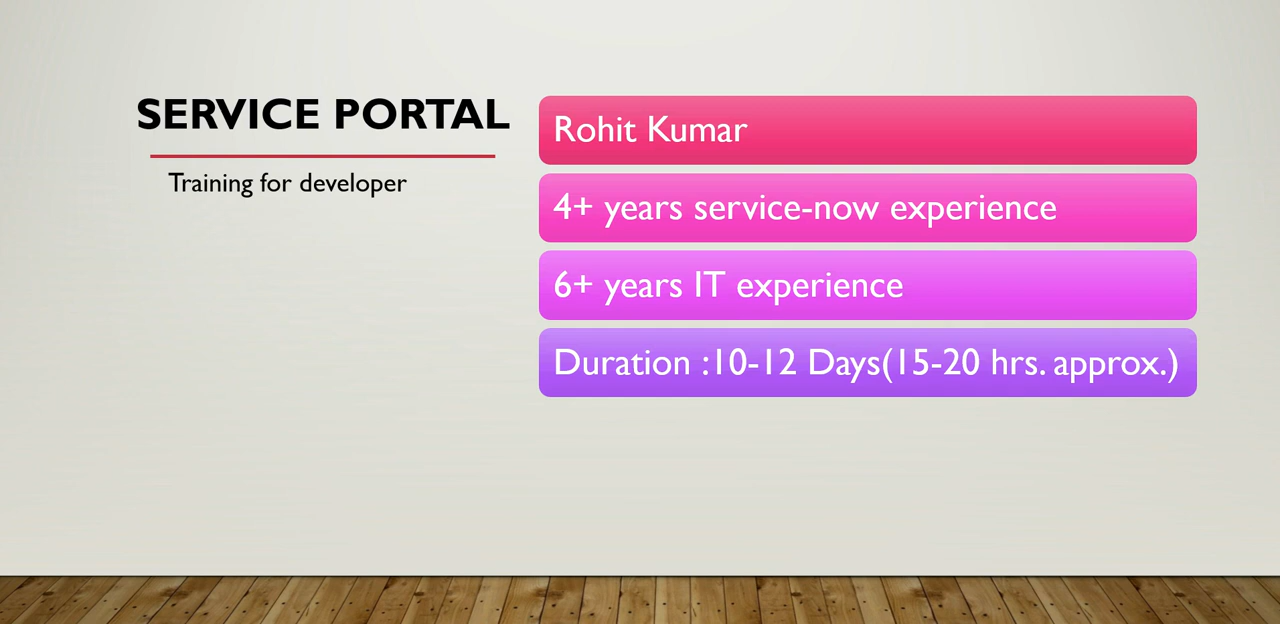 SERVICE PORTAL
Training for developer
Rohit Kumar
4+ years service-now experience
6+ years IT experience
Duration :10-12 Days(15-20 hrs. approx.)